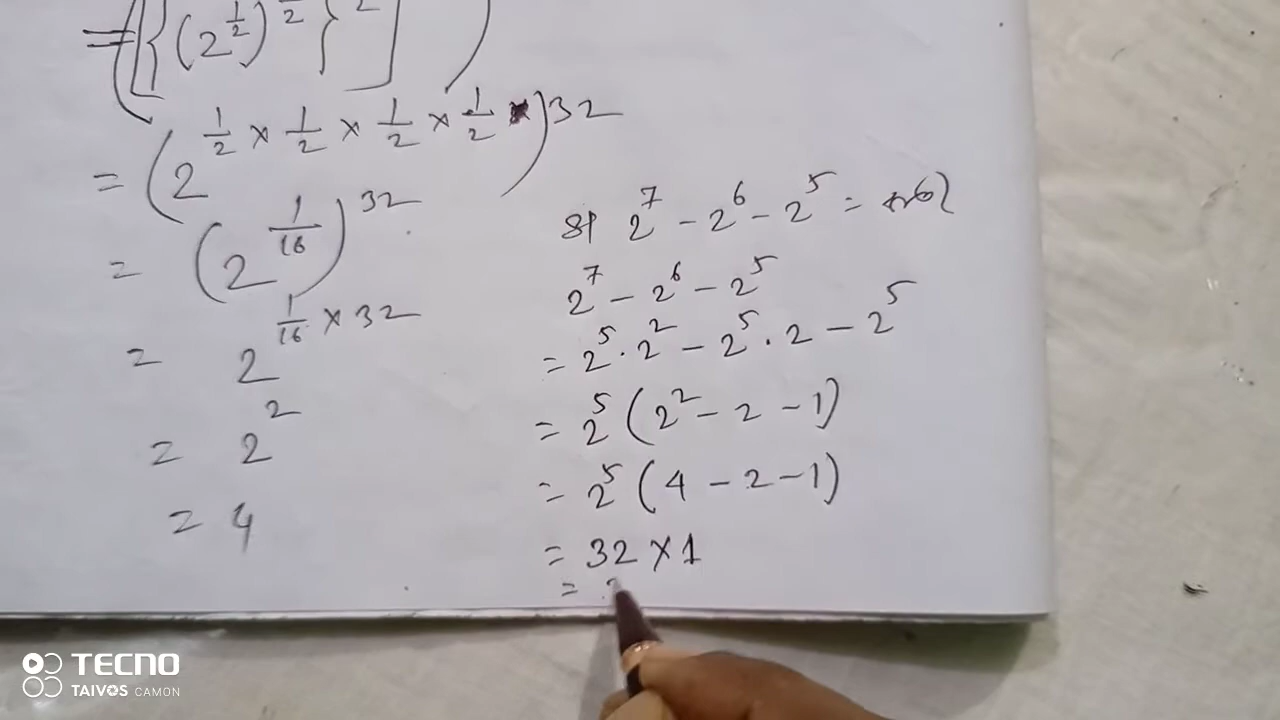 = ([{(2^{1/2})^{1/2}}^{2}])
= (2^{1/2 × 1/2 × 1/2 × 1/2})^{32}
= (2^{1/16})^{32}
= 2^{1/16 × 32}
= 2^2
= 4
2^7 - 2^6 - 2^5 =
2^7 - 2^6 - 2^5
= 2^5 · 2^2 - 2^5 · 2 - 2^5
= 2^5 (2^2 - 2 - 1)
= 2^5 (4 - 2 - 1)
= 32 × 1
=
TECNO
TAIVOS CAMON